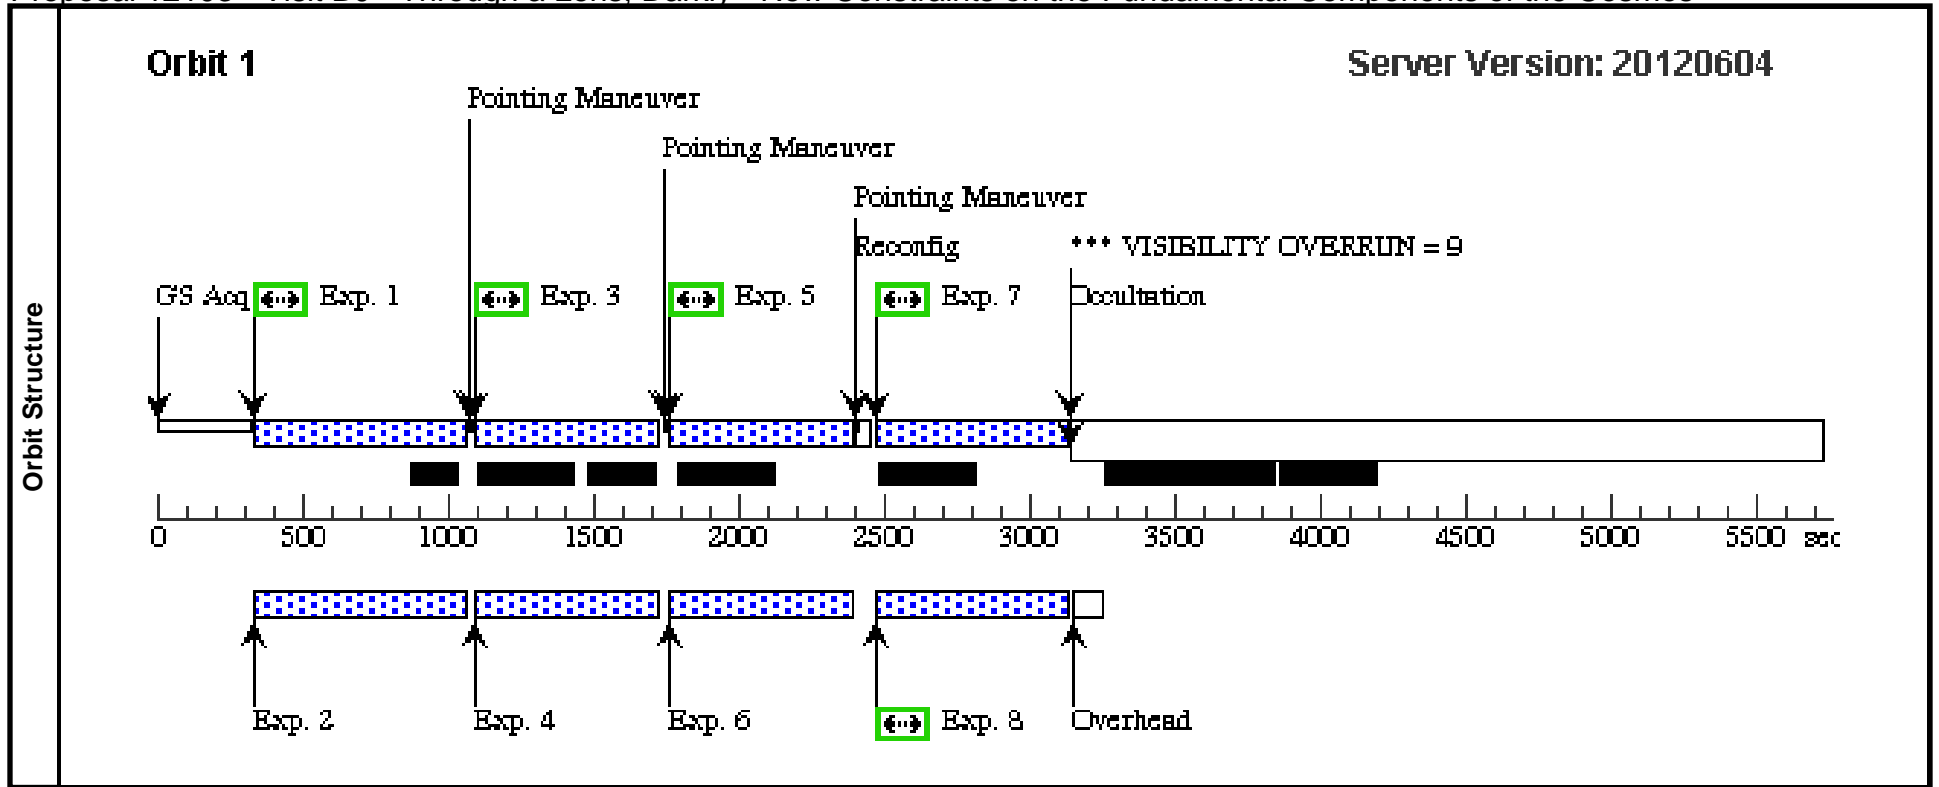 Orbit 1
Server Version: 20120604
Pointing Maneuver
Pointing Maneuver
Pointing Maneuver
Reconfig
*** VISIBILITY OVERRUN = 9
GS Acq
Exp. 1
Exp. 3
Exp. 5
Exp. 7
Occultation
Orbit Structure
0 500 1000 1500 2000 2500 3000 3500 4000 4500 5000 5500 sec
Exp. 2
Exp. 4
Exp. 6
Exp. 8
Overhead